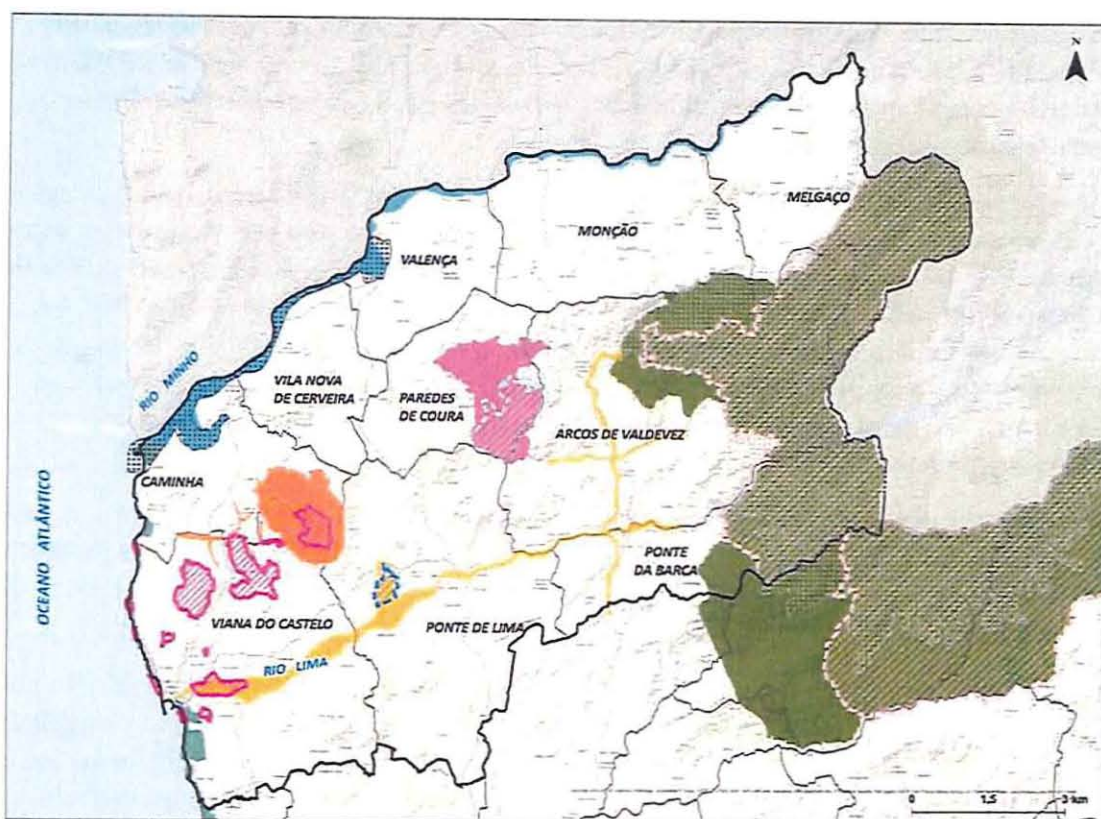 N
MELGAÇO
MONÇÃO
VALENÇA
RIO MINHO
VILA NOVA
DE CERVEIRA
PAREDES
DE COURA
ARCOS DE VALDEVEZ
CAMINHA
OCEANO ATLÂNTICO
PONTE
DA BARCA
VIANA DO CASTELO
PONTE DE LIMA
RIO LIMA
0 1,5 3 km